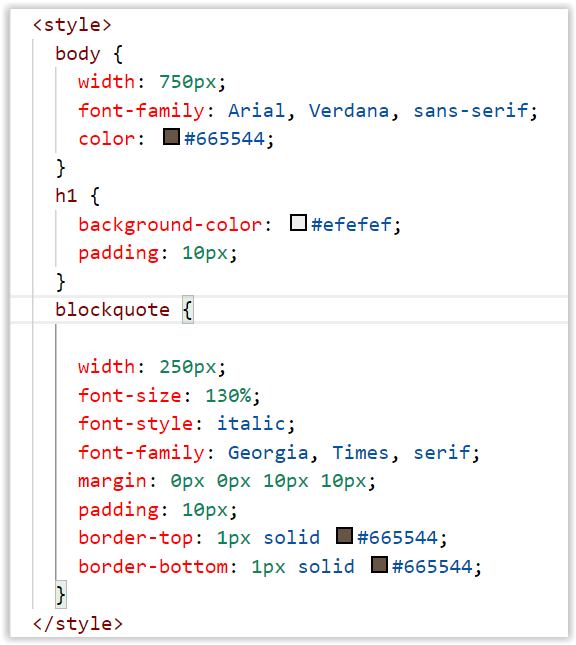 <style>
body {
width: 750px;
font-family: Arial, Verdana, sans-serif;
color: #665544;
}
h1 {
background-color: #efefef;
padding: 10px;
}
blockquote {
width: 250px;
font-size: 130%;
font-style: italic;
font-family: Georgia, Times, serif;
margin: 0px 0px 10px 10px;
padding: 10px;
border-top: 1px solid #665544;
border-bottom: 1px solid #665544;
}
</style>